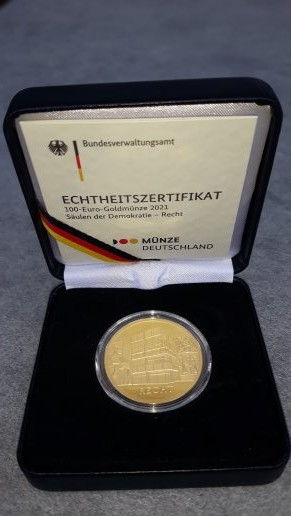 Bundesverwaltungsamt
ECHTHEITSZERTIFIKAT
100-Euro-Goldmünze 2021
Säulen der Demokratie – Recht
MÜNZE
DEUTSCHLAND
RECHT